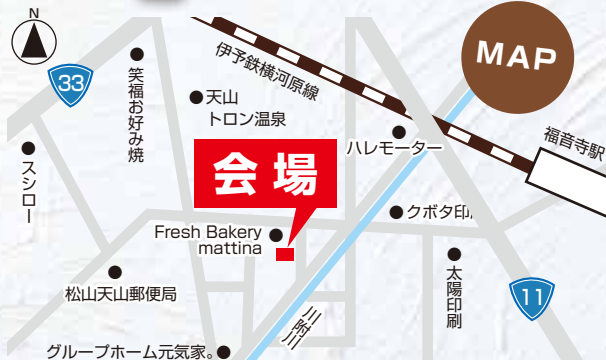 N
33
笑福お好み焼
天山
トロン温泉
伊予鉄横河原線
MAP
スシロー
会場
ハレモーター
福音寺駅
Fresh Bakery
mattina
クボタ印
松山天山郵便局
太陽印刷
11
川附川
グループホーム元気家。